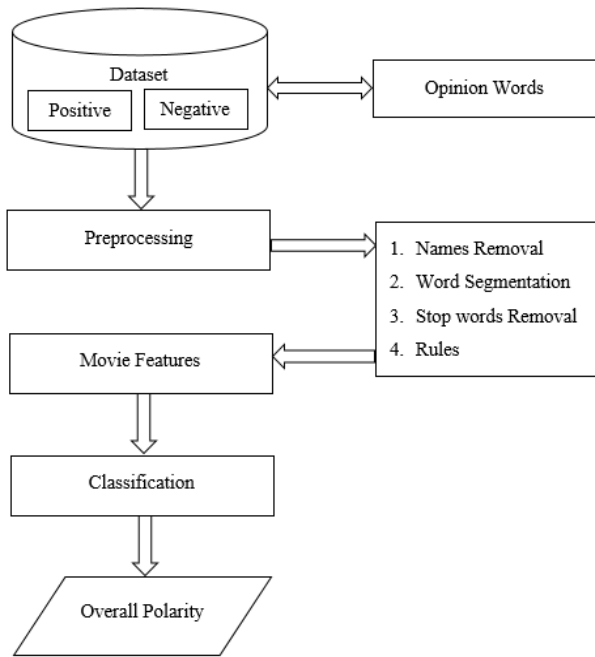 Dataset
Positive
Negative
Opinion Words
Preprocessing
1. Names Removal
2. Word Segmentation
3. Stop words Removal
4. Rules
Movie Features
Classification
Overall Polarity